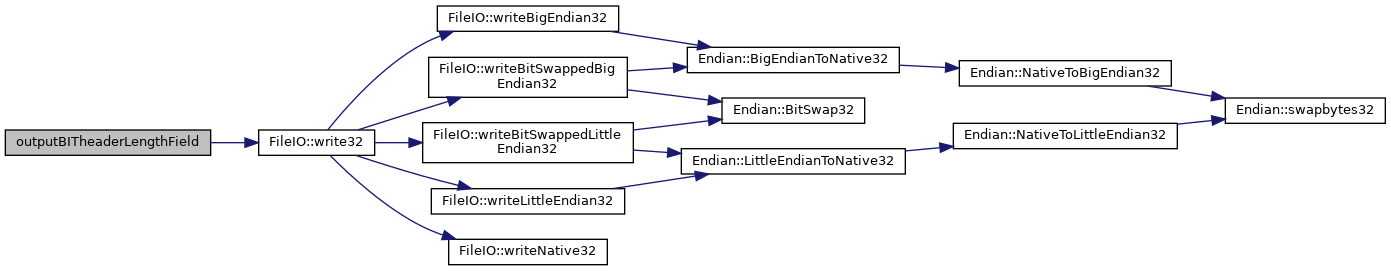 outputBITheaderLengthField
FileIO::write32
FileIO::writeBigEndian32
FileIO::writeBitSwappedBig
Endian32
FileIO::writeBitSwappedLittle
Endian32
FileIO::writeLittleEndian32
FileIO::writeNative32
Endian::BigEndianToNative32
Endian::BitSwap32
Endian::LittleEndianToNative32
Endian::NativeToBigEndian32
Endian::NativeToLittleEndian32
Endian::swapbytes32